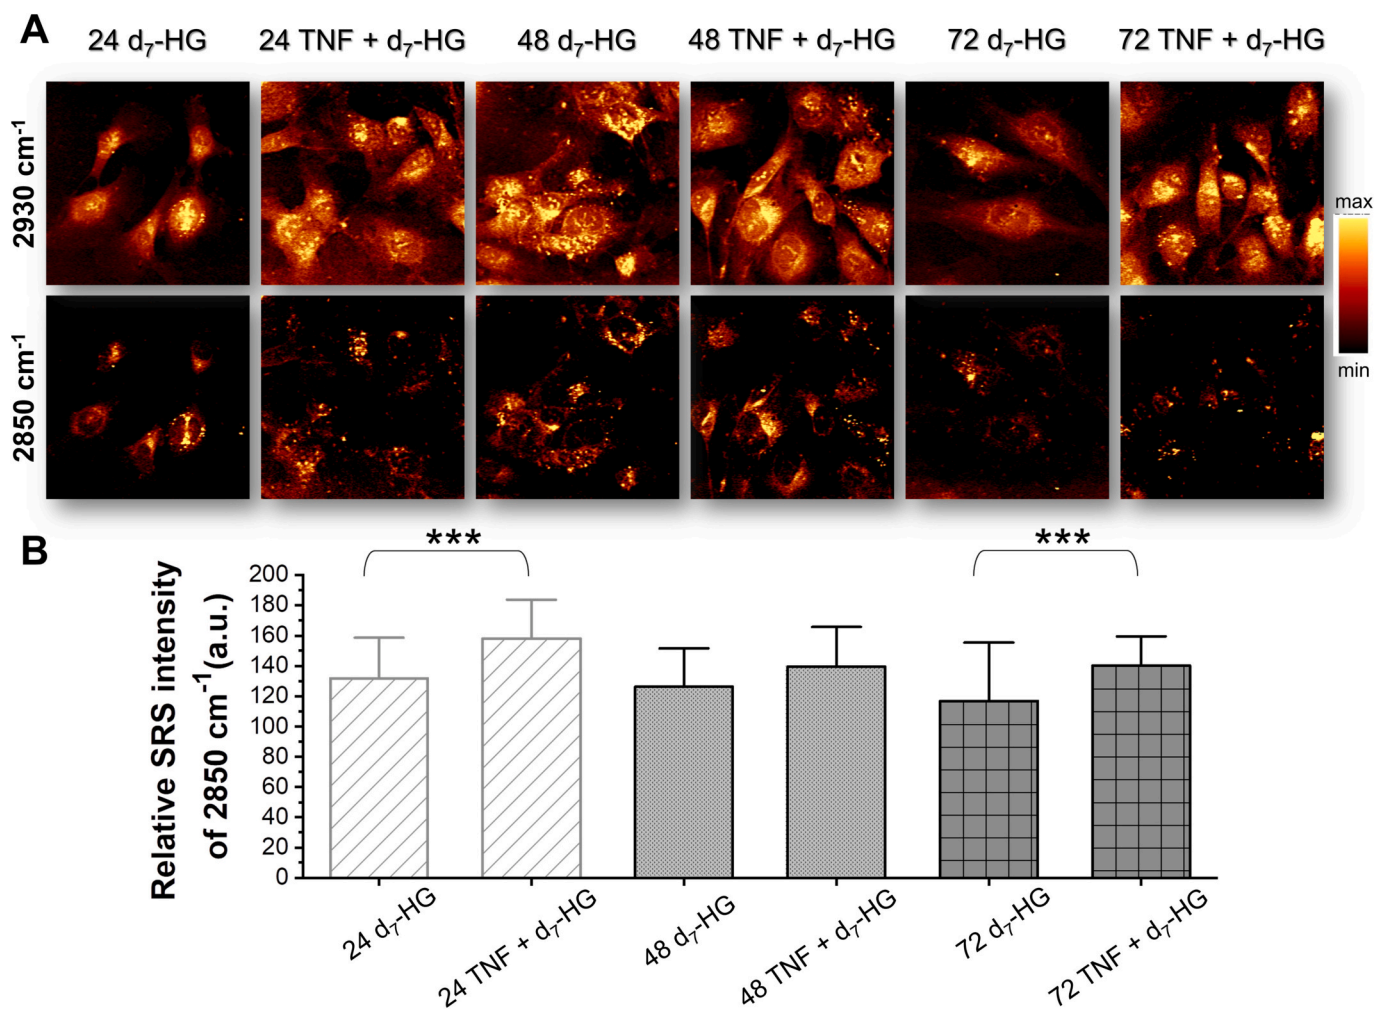 A
24 d₇-HG
24 TNF + d₇-HG
48 d₇-HG
48 TNF + d₇-HG
72 d₇-HG
72 TNF + d₇-HG
2930 cm⁻¹
2850 cm⁻¹
max
min
B
***
***
Relative SRS intensity
of 2850 cm⁻¹(a.u.)
200
180
160
140
120
100
80
60
40
20
0
24 d₇-HG
24 TNF + d₇-HG
48 d₇-HG
48 TNF + d₇-HG
72 d₇-HG
72 TNF + d₇-HG